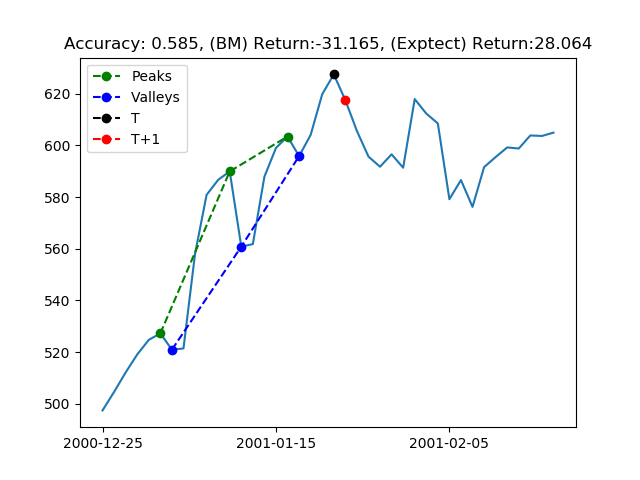 Accuracy: 0.585, (BM) Return:-31.165, (Exptect) Return:28.064
Peaks
Valleys
T
T+1
620
600
580
560
540
520
500
2000-12-25
2001-01-15
2001-02-05